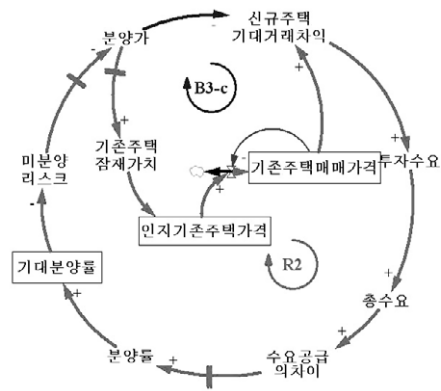 분양가
신규주택
기대거래차익
B3-c
기존주택
잠재가치
미분양
리스크
기존주택매매가격
투자수요
인지기존주텍가격
R2
기대분양률
총수요
분양률
수요공급
의차이